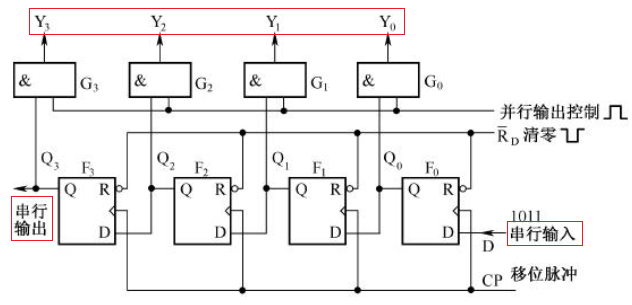 Y3 Y2 Y1 Y0
& G3 & G2 & G1 & G0
并行输出控制
R̅D 清零
Q3 F3 Q2 F2 Q1 F1 Q0 F0
Q R Q R Q R Q R
串行
输出
1011
D D D D 串行输入
D
CP 移位脉冲